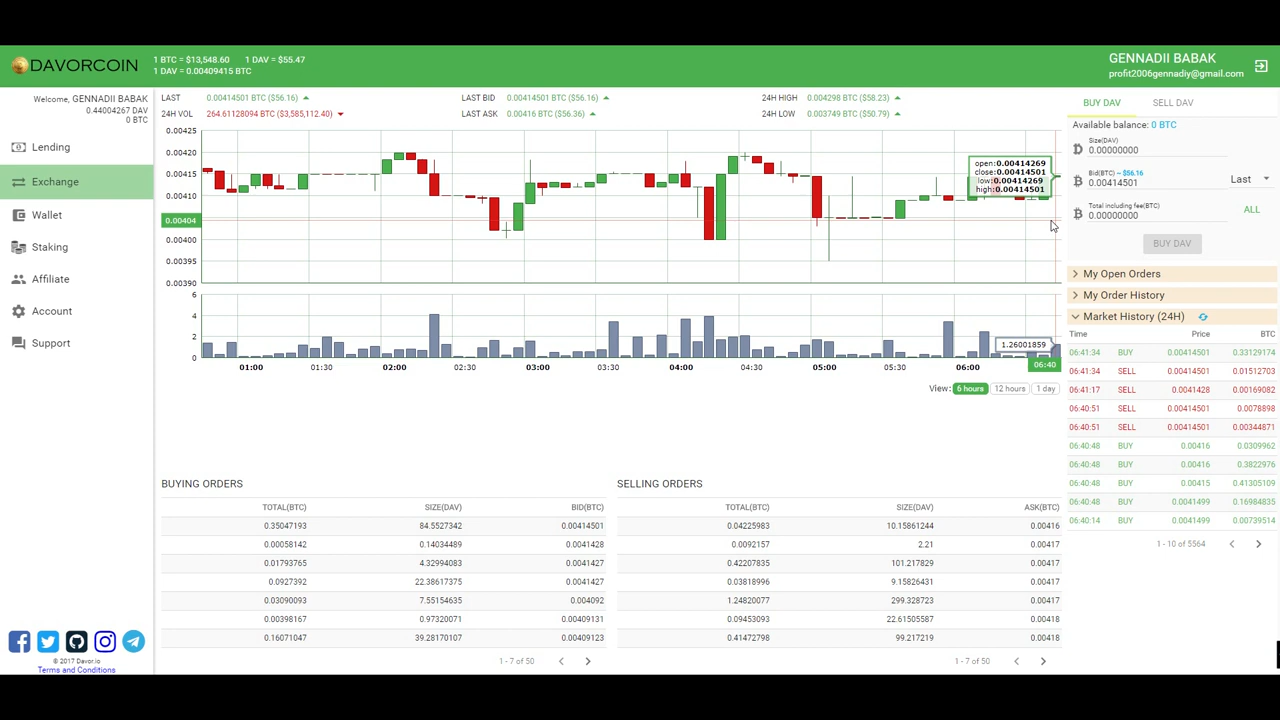 DAVORCOIN
1 BTC = $13,548.60 1 DAV = $55.47
1 DAV = 0.00409415 BTC
GENNADII BABAK
profit2006gennadiy@gmail.com
Welcome, GENNADII BABAK
0.44004267 DAV
0 BTC
Lending
Exchange
Wallet
Staking
Affiliate
Account
Support
© 2017 Davor.io
Terms and Conditions
LAST 0.00414501 BTC ($56.16)
LAST BID 0.00414501 BTC ($56.16)
24H HIGH 0.004298 BTC ($58.23)
24H VOL 264.61128094 BTC ($3,585,112.40)
LAST ASK 0.00416 BTC ($56.36)
24H LOW 0.003749 BTC ($50.79)
0.00425
0.00420
0.00415
0.00410
0.00404
0.00400
0.00395
0.00390
open:0.00414269
close:0.00414501
low:0.00414269
high:0.00414501
6
4
2
0
1.26001859
01:00 01:30 02:00 02:30 03:00 03:30 04:00 04:30 05:00 05:30 06:00 06:40
View: 6 hours 12 hours 1 day
BUYING ORDERS
TOTAL(BTC) SIZE(DAV) BID(BTC)
0.35047193 84.5527342 0.00414501
0.00058142 0.14034489 0.0041428
0.01793765 4.32994083 0.0041427
0.0927392 22.38617375 0.0041427
0.03090093 7.55154635 0.004092
0.00398167 0.97320071 0.00409131
0.16071047 39.28170107 0.00409123
1 - 7 of 50
SELLING ORDERS
TOTAL(BTC) SIZE(DAV) ASK(BTC)
0.04225983 10.15861244 0.00416
0.0092157 2.21 0.00417
0.42207835 101.217829 0.00417
0.03818996 9.15826431 0.00417
1.24820077 299.328723 0.00417
0.09453093 22.61505587 0.00418
0.41472798 99.217219 0.00418
1 - 7 of 50
BUY DAV SELL DAV
Available balance: 0 BTC
Size(DAV)
0.00000000
Bid(BTC) ~ $56.16
0.00414501 Last
Total including fee(BTC)
0.00000000 ALL
BUY DAV
My Open Orders
My Order History
Market History (24H)
Time Price BTC
06:41:34 BUY 0.00414501 0.33129174
06:41:34 SELL 0.00414501 0.01512703
06:41:17 SELL 0.0041428 0.00169082
06:40:51 SELL 0.00414501 0.0078898
06:40:51 SELL 0.00414501 0.00344871
06:40:48 BUY 0.00416 0.0309962
06:40:48 BUY 0.00416 0.3822976
06:40:48 BUY 0.00415 0.41305109
06:40:48 BUY 0.0041499 0.16984935
06:40:14 BUY 0.0041499 0.00739514
1 - 10 of 5564